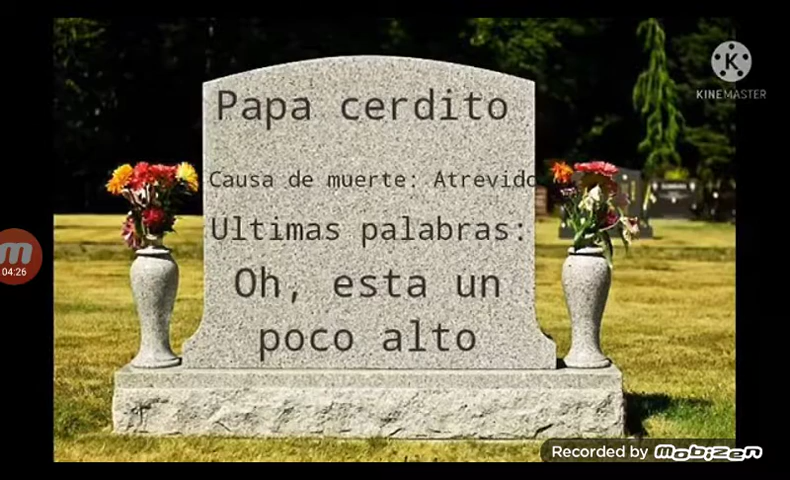 Papa cerdito
Causa de muerte: Atrevido
Ultimas palabras:
Oh, esta un
poco alto
K
KINEMASTER
m
04:26
Recorded by Mobizen